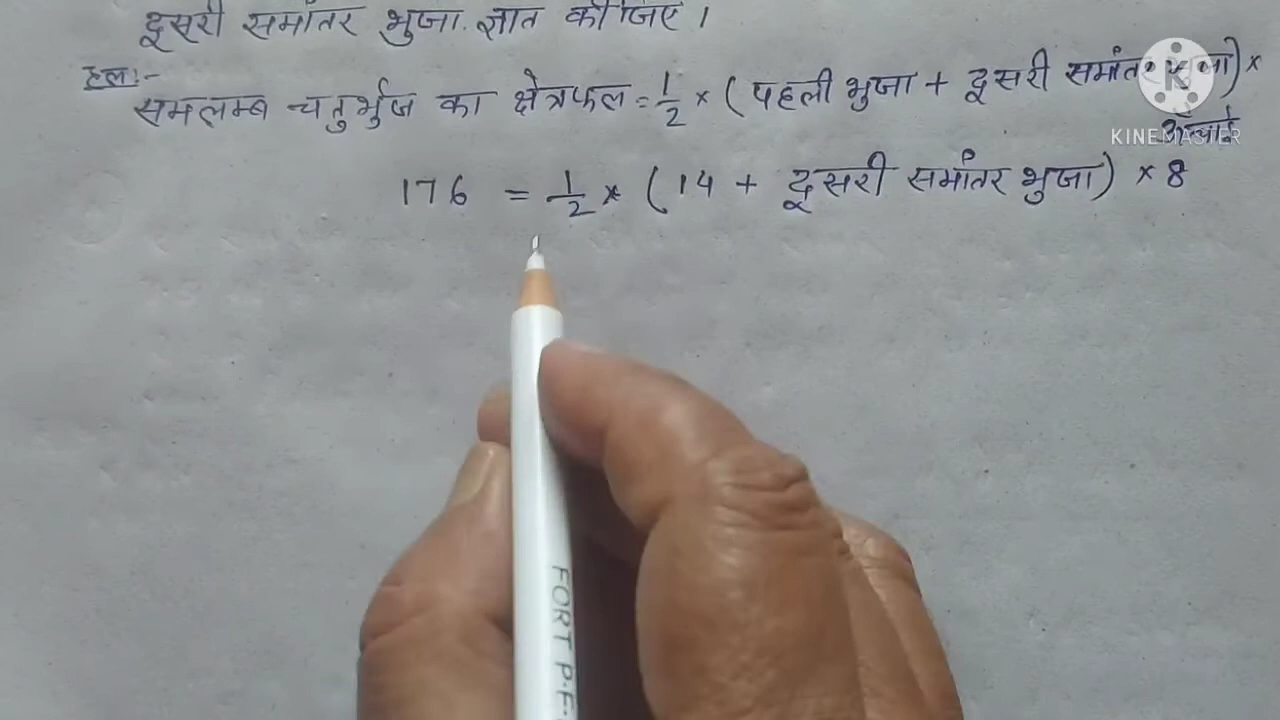 दूसरी समांतर भुजा ज्ञात कीजिए।
हल:-
समलम्ब चतुर्भुज का क्षेत्रफल = 1/2 × (पहली भुजा + दूसरी समांतर भुजा) ×
ऊँचाई
KINEMASTER
176 = 1/2 × (14 + दूसरी समांतर भुजा) × 8
FORT P.F.